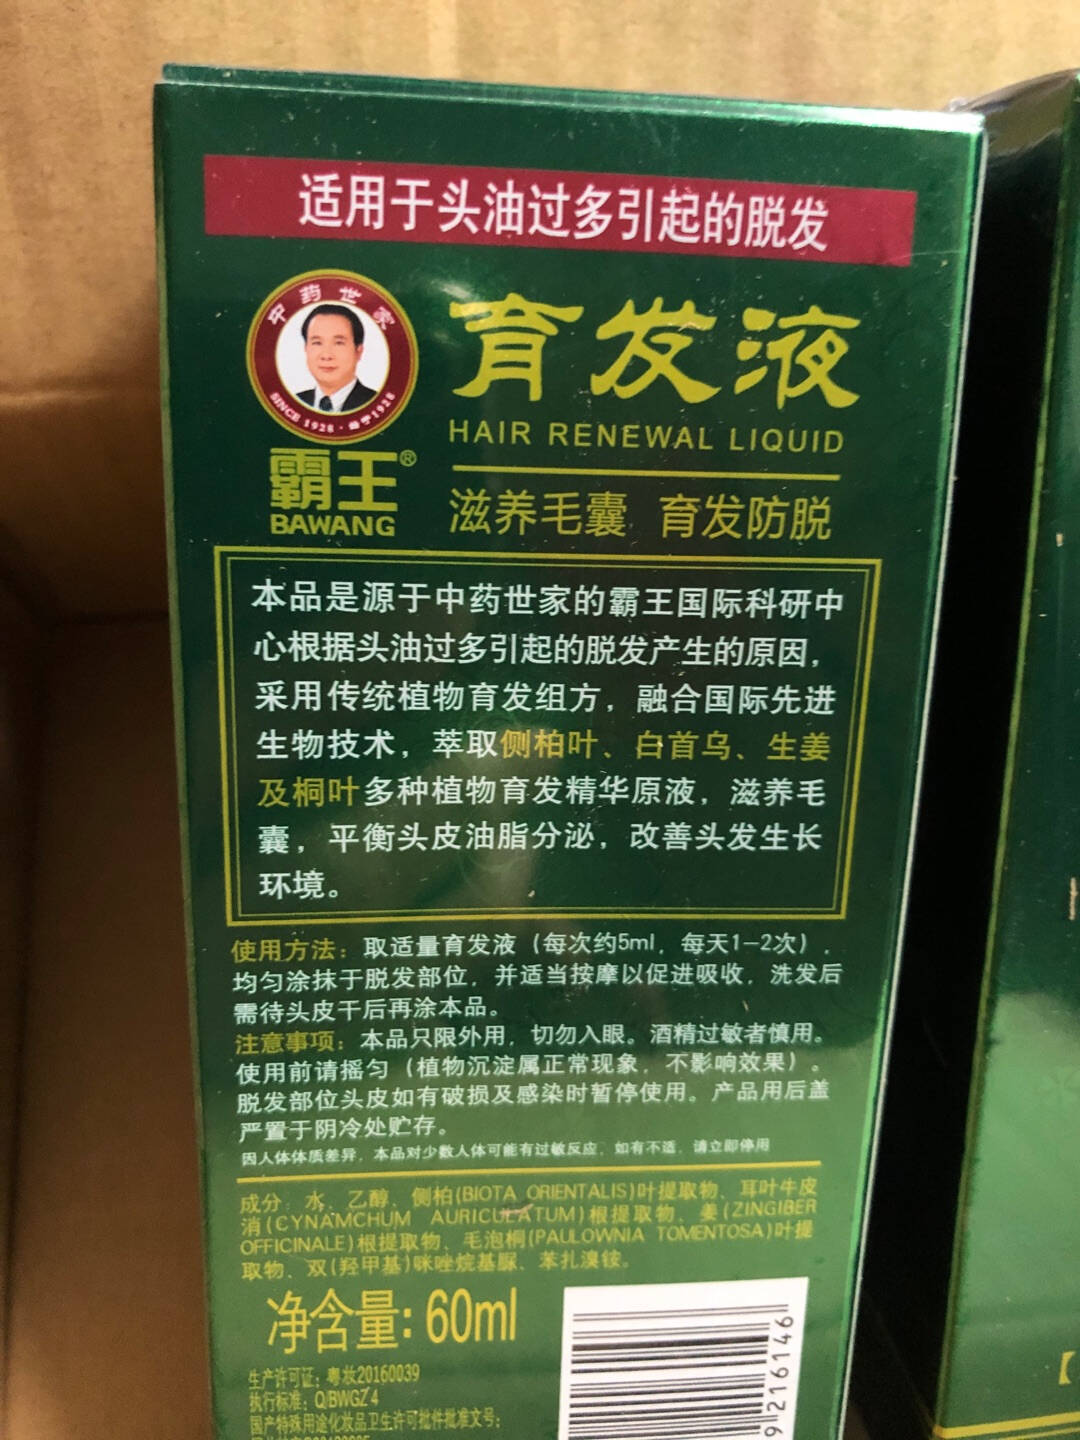 适用于头油过多引起的脱发
中药世家
SINCE 1928·始于1928
霸王®
BAWANG
育发液
HAIR RENEWAL LIQUID
滋养毛囊 育发防脱
本品是源于中药世家的霸王国际科研中
心根据头油过多引起的脱发产生的原因，
采用传统植物育发组方，融合国际先进
生物技术，萃取侧柏叶、白首乌、生姜
及桐叶多种植物育发精华原液，滋养毛
囊，平衡头皮油脂分泌，改善头发生长
环境。
使用方法：取适量育发液（每次约5ml，每天1-2次），
均匀涂抹于脱发部位，并适当按摩以促进吸收，洗发后
需待头皮干后再涂本品。
注意事项：本品只限外用，切勿入眼。酒精过敏者慎用。
使用前请摇匀（植物沉淀属正常现象，不影响效果）。
脱发部位头皮如有破损及感染时暂停使用。产品用后盖
严置于阴冷处贮存。
因人体体质差异，本品对少数人体可能有过敏反应，如有不适，请立即停用
成分：水、乙醇、侧柏(BIOTA ORIENTALIS)叶提取物、耳叶牛皮
消(CYNAMCHUM AURICULATUM)根提取物、姜(ZINGIBER
OFFICINALE)根提取物、毛泡桐(PAULOWNIA TOMENTOSA)叶提
取物、双(羟甲基)咪唑烷基脲、苯扎溴铵。
净含量：60ml
生产许可证：粤妆20160039
执行标准：Q/BWGZ 4
国产特殊用途化妆品卫生许可批件批准文号：
9216146
【